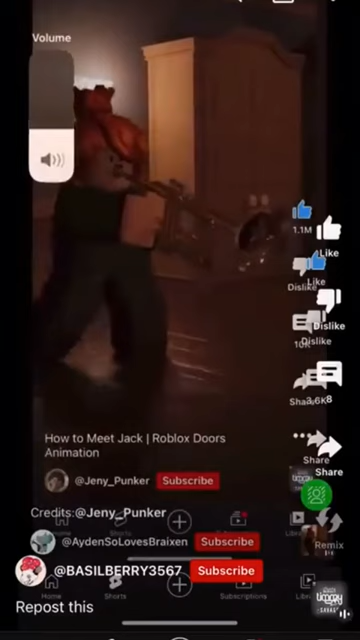 Volume
1.1M
Like
Like
Dislike
Dislike
Dislike
8
Share
Share
Share
How to Meet Jack | Roblox Doors
Animation
@Jeny_Punker
Subscribe
Credits:@Jeny_Punker
@AydenSoLovesBraixen
Subscribe
Remix
@BASILBERRY3567
Subscribe
Home
Shorts
Subscriptions
Repost this